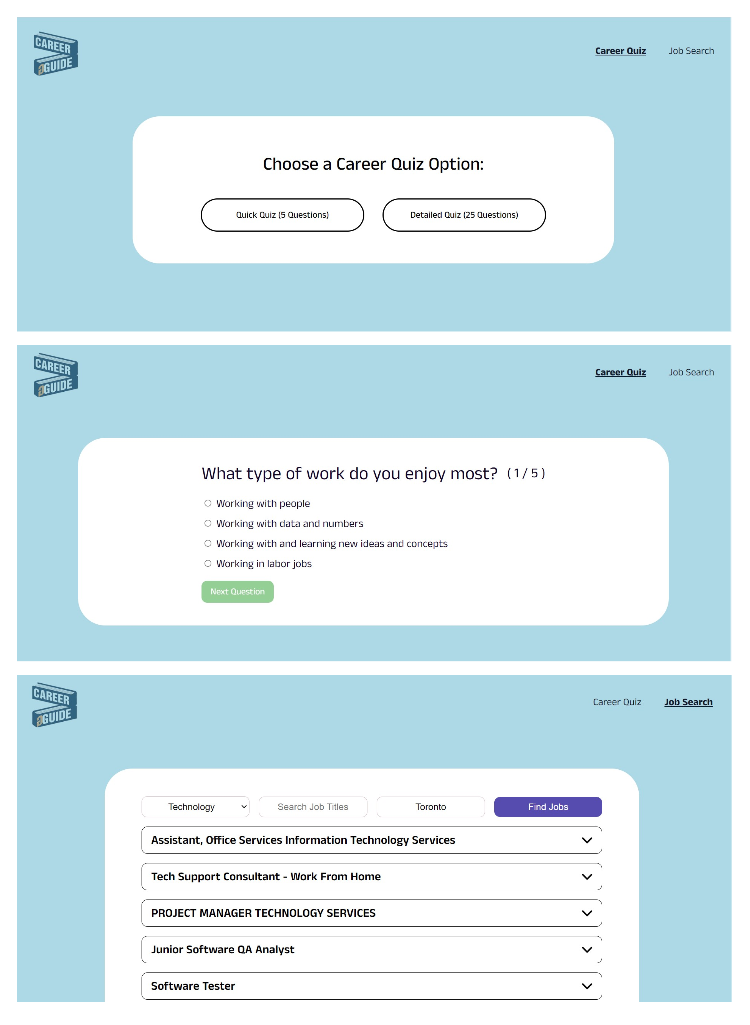 CAREER
GUIDE
Career Quiz Job Search
Choose a Career Quiz Option:
Quick Quiz (5 Questions) Detailed Quiz (25 Questions)
CAREER
GUIDE
Career Quiz Job Search
What type of work do you enjoy most? ( 1 / 5 )
Working with people
Working with data and numbers
Working with and learning new ideas and concepts
Working in labor jobs
Next Question
CAREER
GUIDE
Career Quiz Job Search
Technology Search Job Titles Toronto Find Jobs
Assistant, Office Services Information Technology Services
Tech Support Consultant - Work From Home
PROJECT MANAGER TECHNOLOGY SERVICES
Junior Software QA Analyst
Software Tester